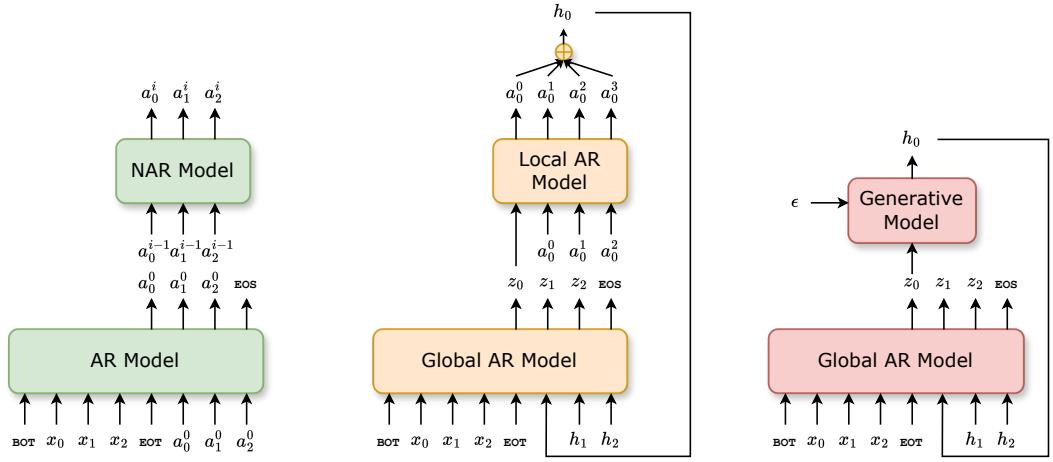 a_0^i a_1^i a_2^i
NAR Model
a_0^{i-1} a_1^{i-1} a_2^{i-1}
a_0^0 a_1^0 a_2^0 EOS
AR Model
BOT x_0 x_1 x_2 EOT a_0^0 a_1^0 a_2^0
h_0
a_0^0 a_0^1 a_0^2 a_0^3
Local AR
Model
a_0^0 a_0^1 a_0^2
z_0 z_1 z_2 EOS
Global AR Model
BOT x_0 x_1 x_2 EOT h_1 h_2
h_0
ϵ
Generative
Model
z_0 z_1 z_2 EOS
Global AR Model
BOT x_0 x_1 x_2 EOT h_1 h_2